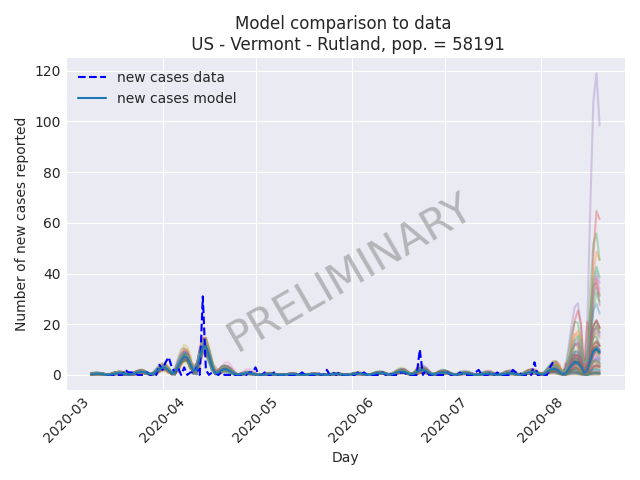 Model comparison to data
US - Vermont - Rutland, pop. = 58191
new cases data
new cases model
PRELIMINARY
Number of new cases reported
120
100
80
60
40
20
0
2020-03
2020-04
2020-05
2020-06
2020-07
2020-08
Day